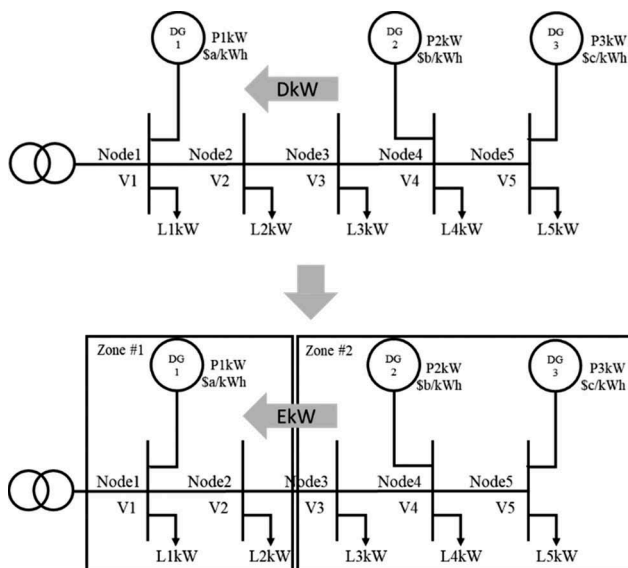 DG
1
P1kW
$a/kWh
DG
2
P2kW
$b/kWh
DG
3
P3kW
$c/kWh
DkW
Node1
Node2
Node3
Node4
Node5
V1
V2
V3
V4
V5
L1kW
L2kW
L3kW
L4kW
L5kW
Zone #1
DG
1
P1kW
$a/kWh
Zone #2
DG
2
P2kW
$b/kWh
DG
3
P3kW
$c/kWh
EkW
Node1
Node2
Node3
Node4
Node5
V1
V2
V3
V4
V5
L1kW
L2kW
L3kW
L4kW
L5kW